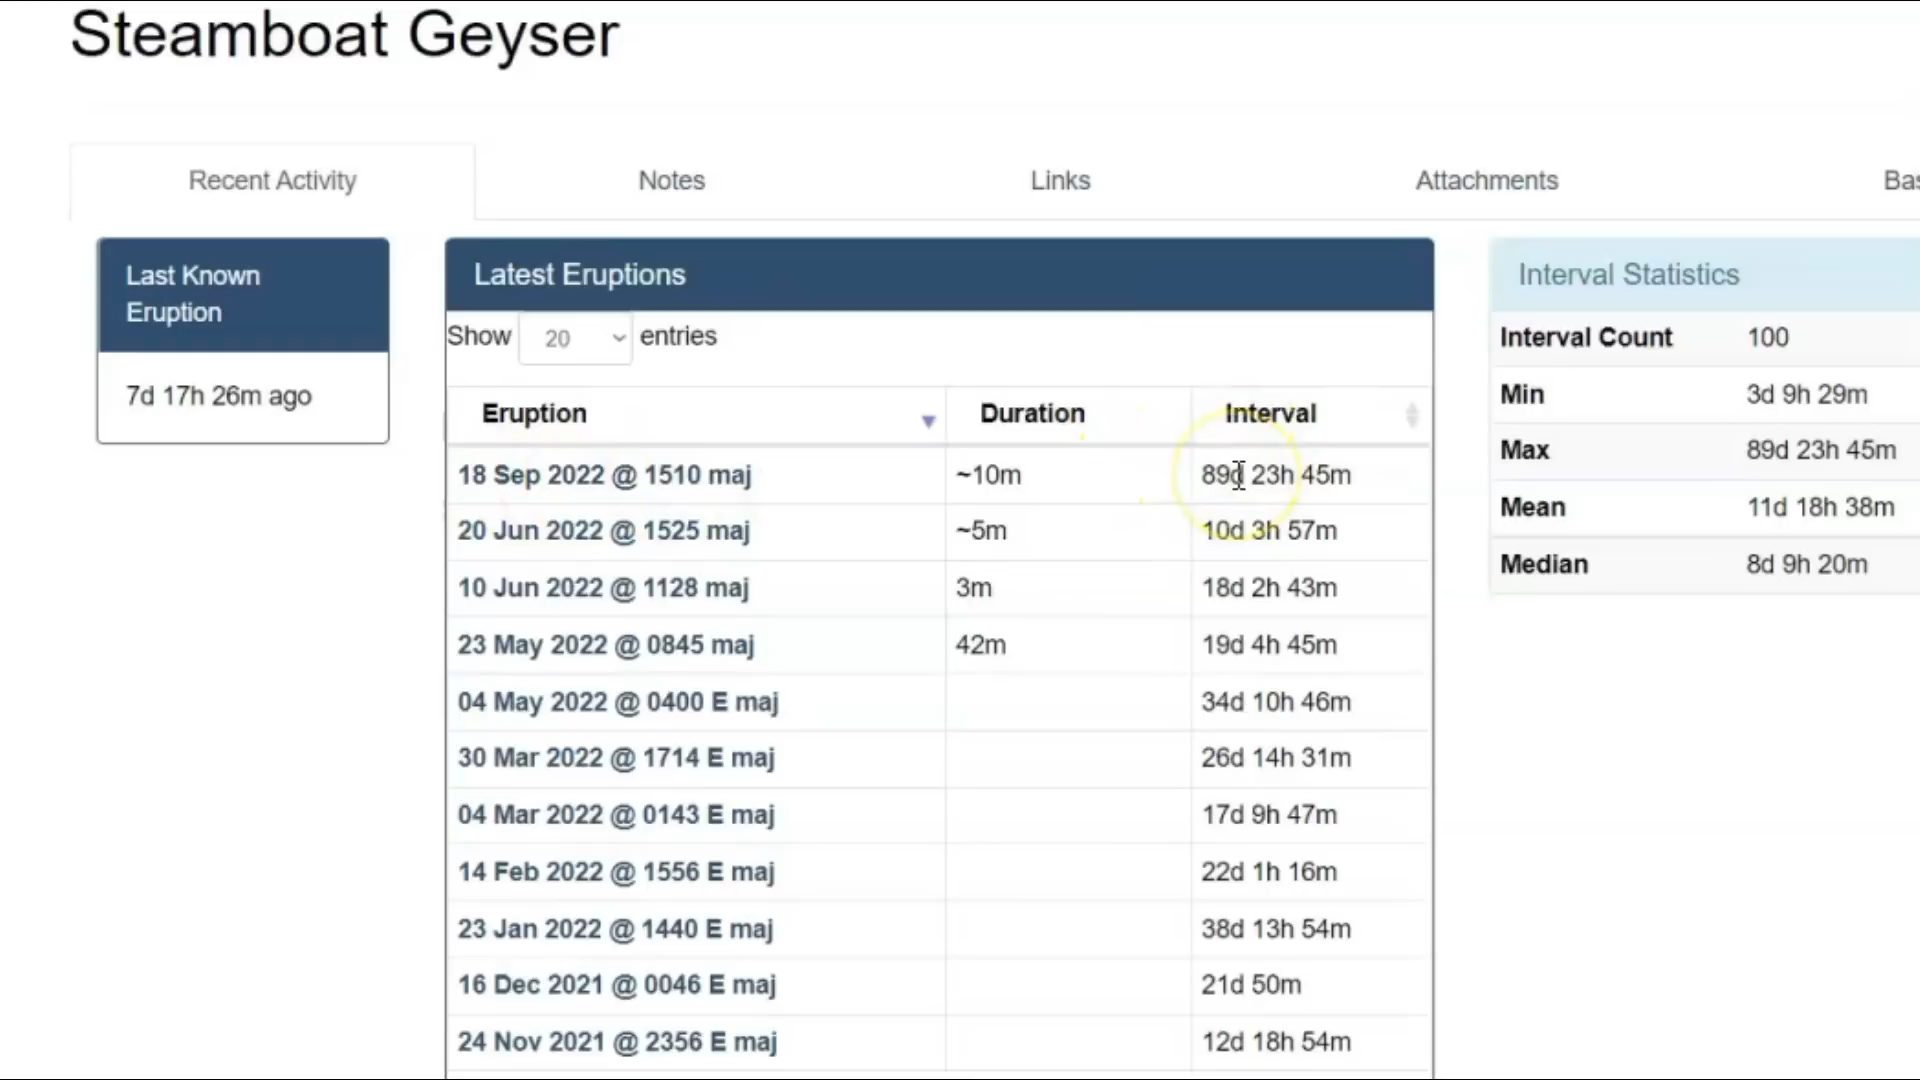 Steamboat Geyser
Recent Activity Notes Links Attachments
Last Known
Eruption
7d 17h 26m ago
Latest Eruptions
Show 20 entries
Eruption Duration Interval
18 Sep 2022 @ 1510 maj ~10m 89d 23h 45m
20 Jun 2022 @ 1525 maj ~5m 10d 3h 57m
10 Jun 2022 @ 1128 maj 3m 18d 2h 43m
23 May 2022 @ 0845 maj 42m 19d 4h 45m
04 May 2022 @ 0400 E maj 34d 10h 46m
30 Mar 2022 @ 1714 E maj 26d 14h 31m
04 Mar 2022 @ 0143 E maj 17d 9h 47m
14 Feb 2022 @ 1556 E maj 22d 1h 16m
23 Jan 2022 @ 1440 E maj 38d 13h 54m
16 Dec 2021 @ 0046 E maj 21d 50m
24 Nov 2021 @ 2356 E maj 12d 18h 54m
Interval Statistics
Interval Count 100
Min 3d 9h 29m
Max 89d 23h 45m
Mean 11d 18h 38m
Median 8d 9h 20m